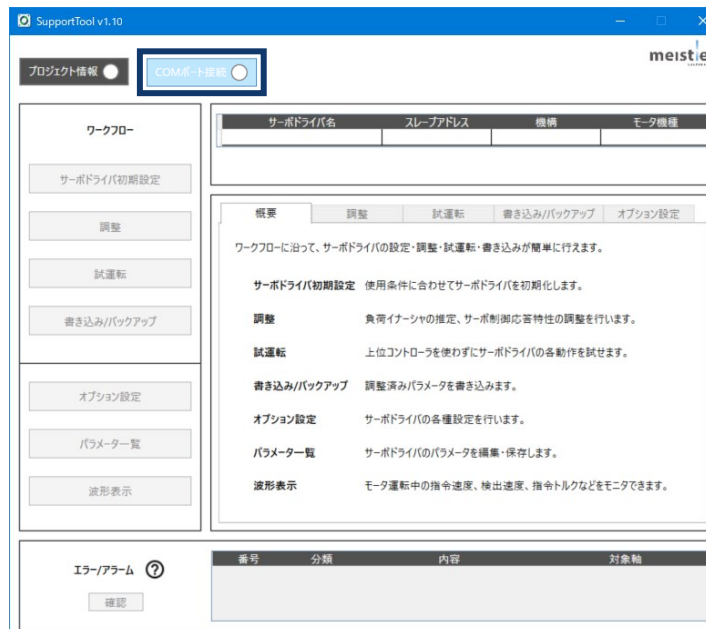 SupportTool v1.10
meistie
プロジェクト情報
COMポート接続
ワークフロー
サーボドライバ初期設定
調整
試運転
書き込み/バックアップ
オプション設定
パラメータ一覧
波形表示
サーボドライバ名 スレーブアドレス 機構 モータ機種
概要 調整 試運転 書き込み/バックアップ オプション設定
ワークフローに沿って、サーボドライバの設定・調整・試運転・書き込みが簡単に行えます。
サーボドライバ初期設定 使用条件に合わせてサーボドライバを初期化します。
調整 負荷イナーシャの推定、サーボ制御応答特性の調整を行います。
試運転 上位コントローラを使わずにサーボドライバの各動作を試せます。
書き込み/バックアップ 調整済みパラメータを書き込みます。
オプション設定 サーボドライバの各種設定を行います。
パラメータ一覧 サーボドライバのパラメータを編集・保存します。
波形表示 モータ運転中の指令速度、検出速度、指令トルクなどをモニタできます。
エラー/アラーム ?
確認
番号 分類 内容 対象軸